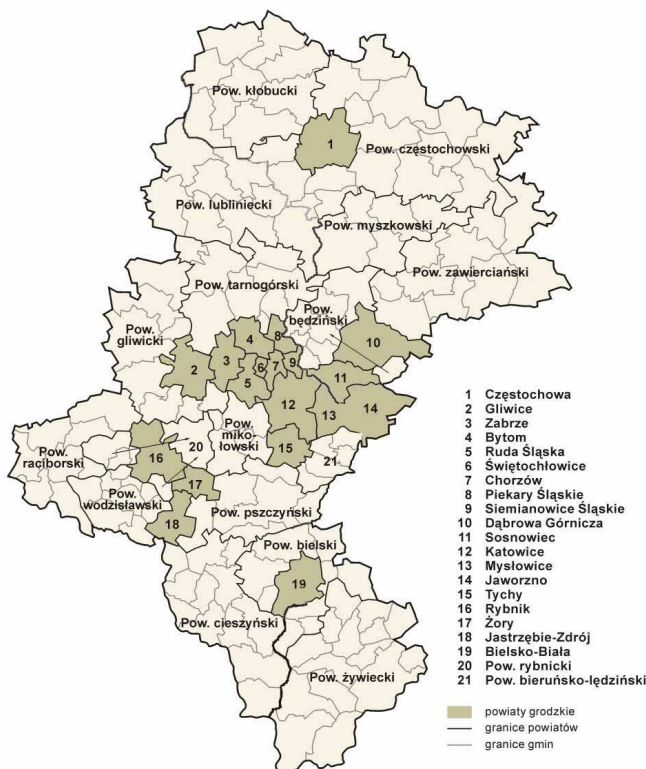 Pow. kłobucki
1
Pow. częstochowski
Pow. lubliniecki
Pow. myszkowski
Pow. zawierciański
Pow. tarnogórski
Pow.
będziński
Pow.
gliwicki
8
4
10
2
3
6
7
9
5
11
12
13
14
Pow.
miko-
łowski
15
21
20
Pow.
raciborski
16
17
Pow.
wodzisławski
18
Pow. pszczyński
Pow. bielski
19
Pow. cieszyński
Pow. żywiecki
1 Częstochowa
2 Gliwice
3 Zabrze
4 Bytom
5 Ruda Śląska
6 Świętochłowice
7 Chorzów
8 Piekary Śląskie
9 Siemianowice Śląskie
10 Dąbrowa Górnicza
11 Sosnowiec
12 Katowice
13 Mysłowice
14 Jaworzno
15 Tychy
16 Rybnik
17 Żory
18 Jastrzębie-Zdrój
19 Bielsko-Biała
20 Pow. rybnicki
21 Pow. bieruńsko-lędziński
powiaty grodzkie
granice powiatów
granice gmin